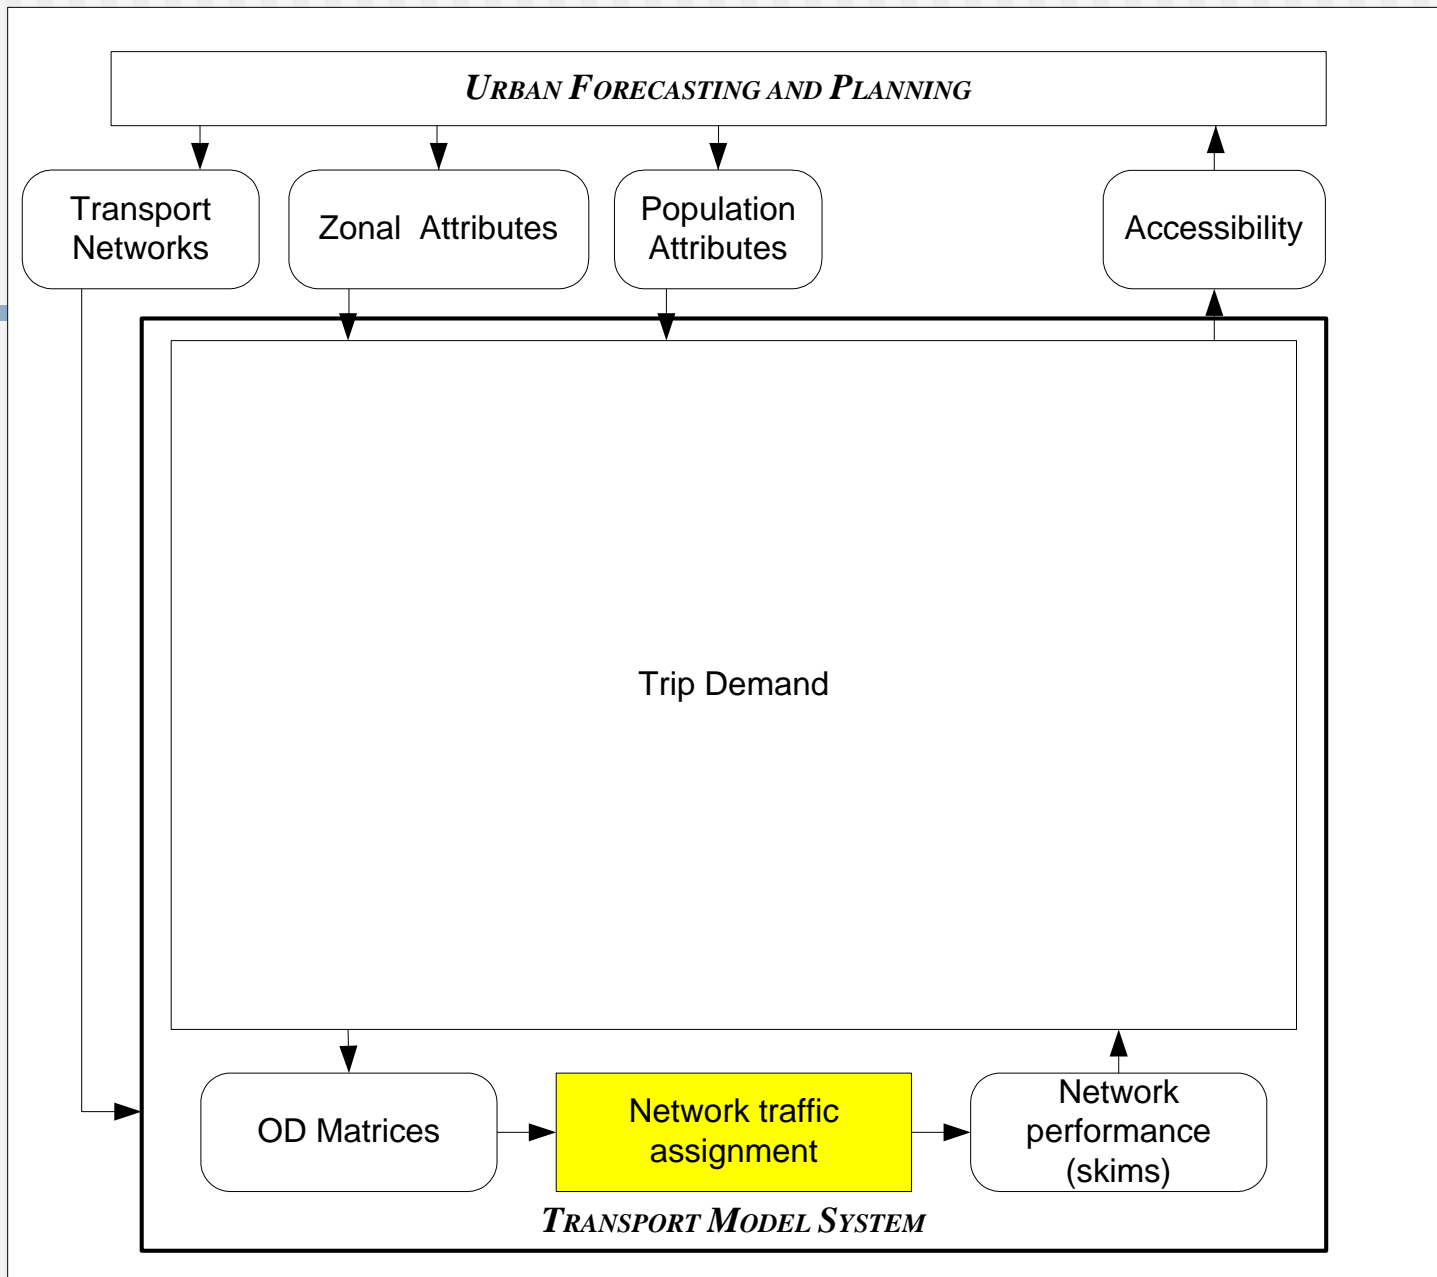 URBAN FORECASTING AND PLANNING
Transport
Networks
Zonal Attributes
Population
Attributes
Accessibility
Trip Demand
OD Matrices
Network traffic
assignment
Network
performance
(skims)
TRANSPORT MODEL SYSTEM